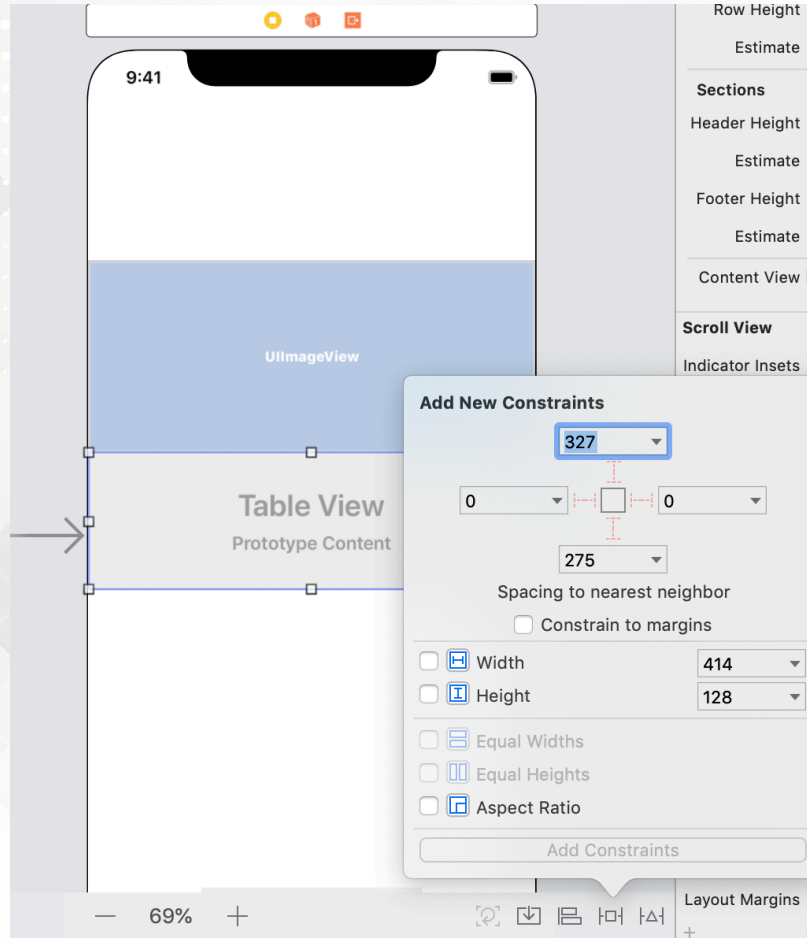 Row Height
Estimate
9:41
Sections
Header Height
Estimate
Footer Height
Estimate
Content View
Scroll View
UIImageView
Indicator Insets
Add New Constraints
327
Table View
0
0
Prototype Content
275
Spacing to nearest neighbor
Constrain to margins
Width
414
Height
128
Equal Widths
Equal Heights
Aspect Ratio
Add Constraints
Layout Margins
69%